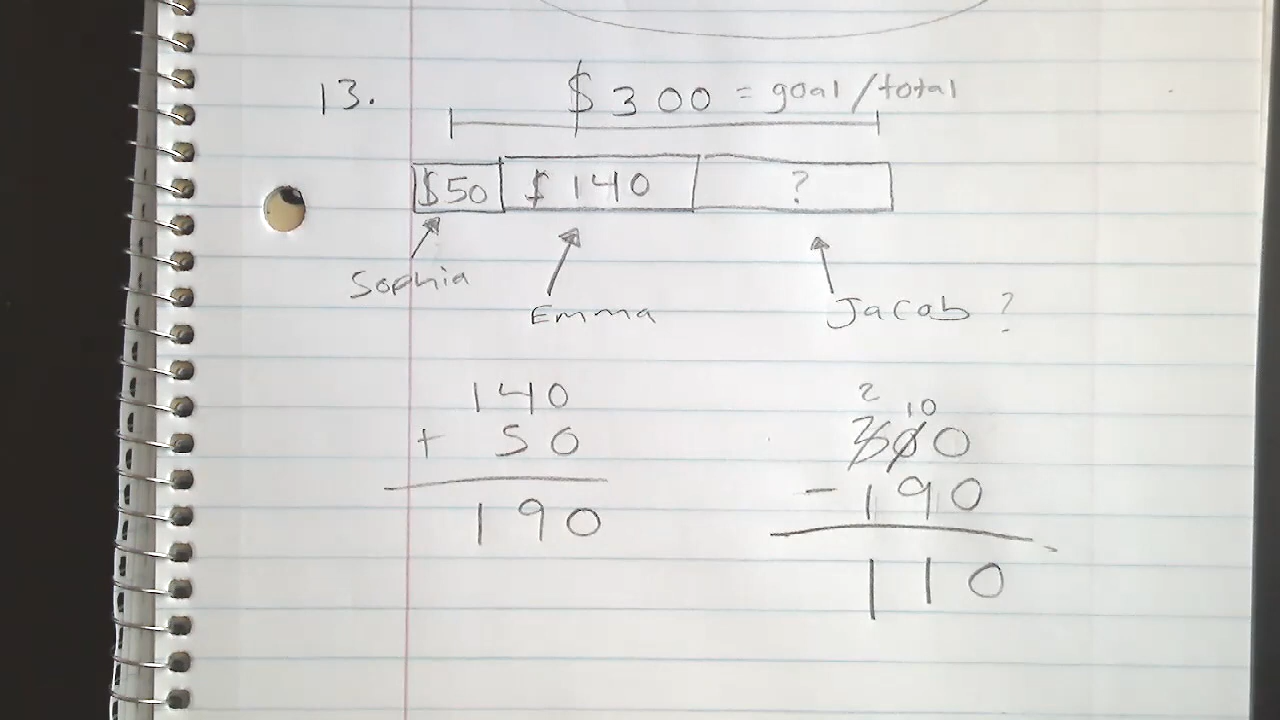 13. $300 = goal/total
$50 $140 ?
Sophia
Emma Jacob ?
140
+ 50
190
2
10
300
- 190
110